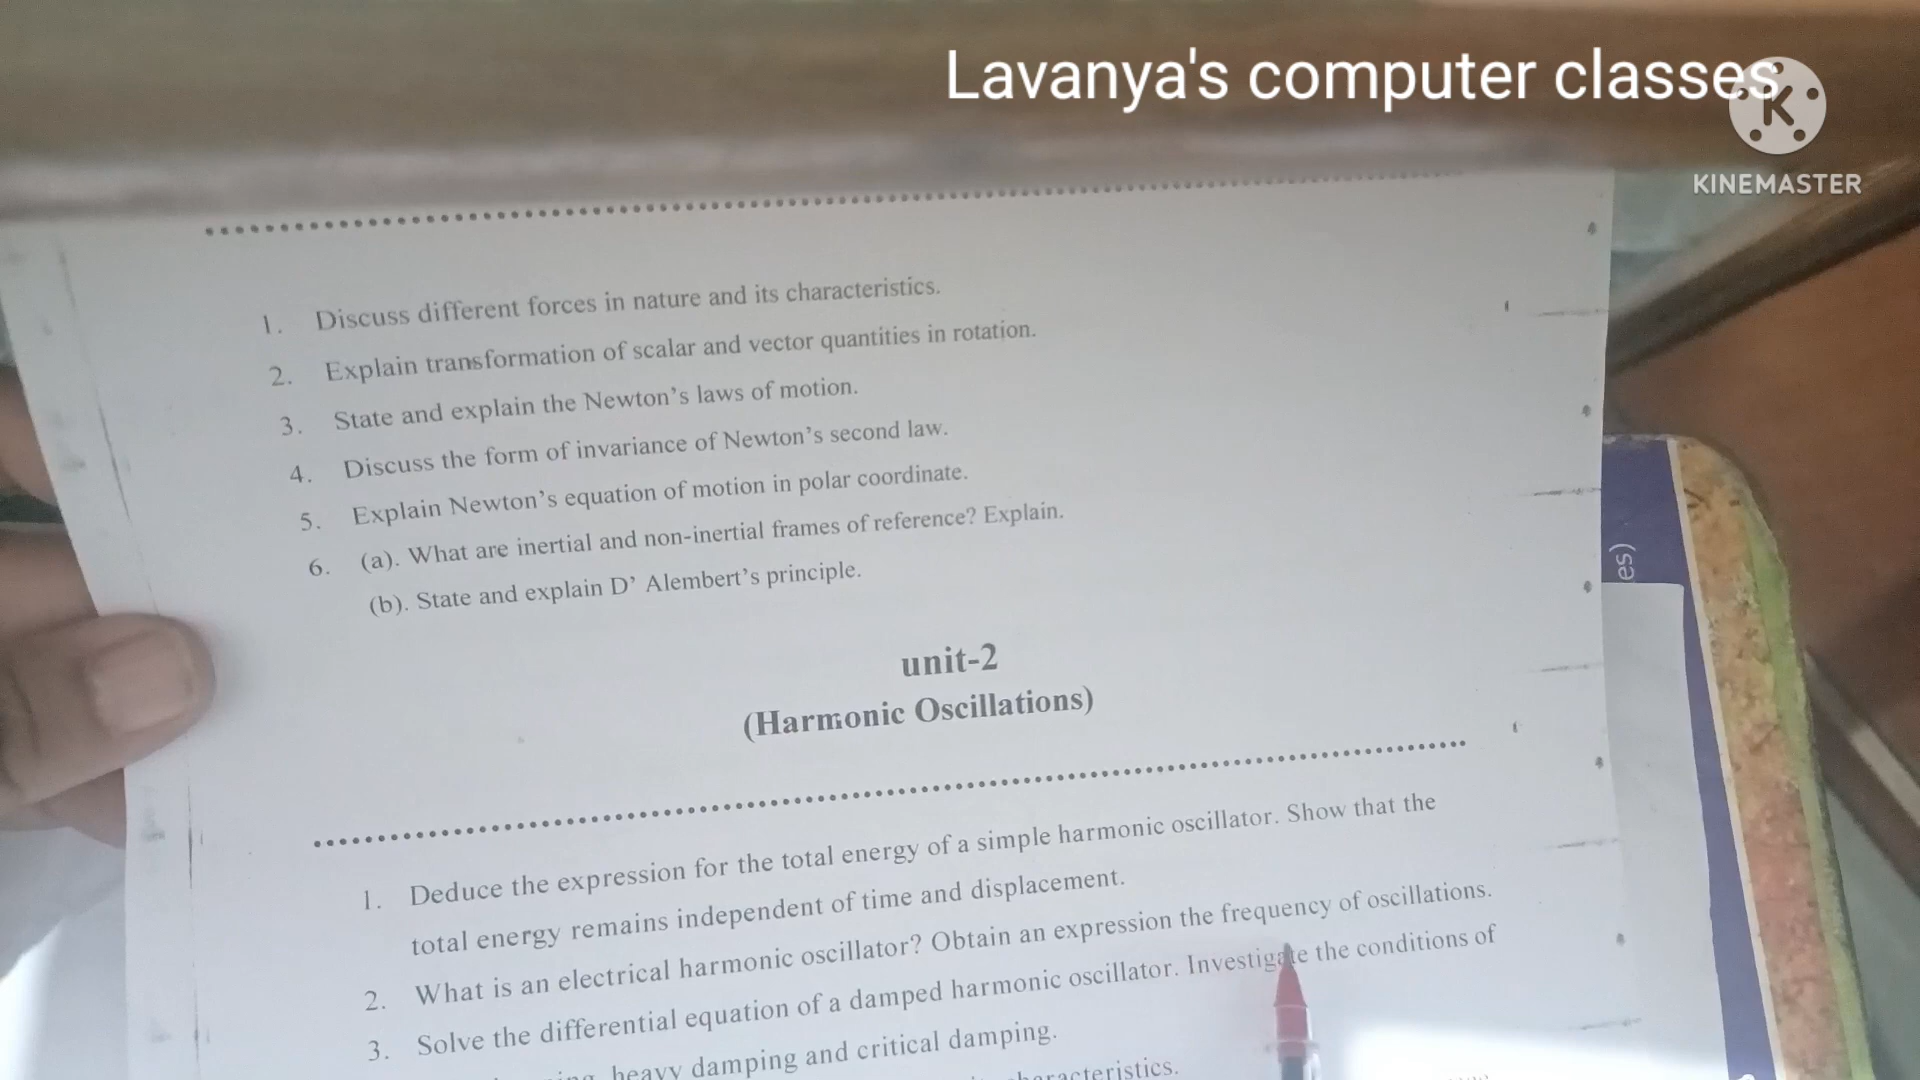 Lavanya's computer classes
K
KINEMASTER
1. Discuss different forces in nature and its characteristics.
2. Explain transformation of scalar and vector quantities in rotation.
3. State and explain the Newton's laws of motion.
4. Discuss the form of invariance of Newton's second law.
5. Explain Newton's equation of motion in polar coordinate.
6. (a). What are inertial and non-inertial frames of reference? Explain.
(b). State and explain D' Alembert's principle.
es)
unit-2
(Harmonic Oscillations)
1. Deduce the expression for the total energy of a simple harmonic oscillator. Show that the
total energy remains independent of time and displacement.
2. What is an electrical harmonic oscillator? Obtain an expression the frequency of oscillations.
3. Solve the differential equation of a damped harmonic oscillator. Investigate the conditions of
heavy damping and critical damping.